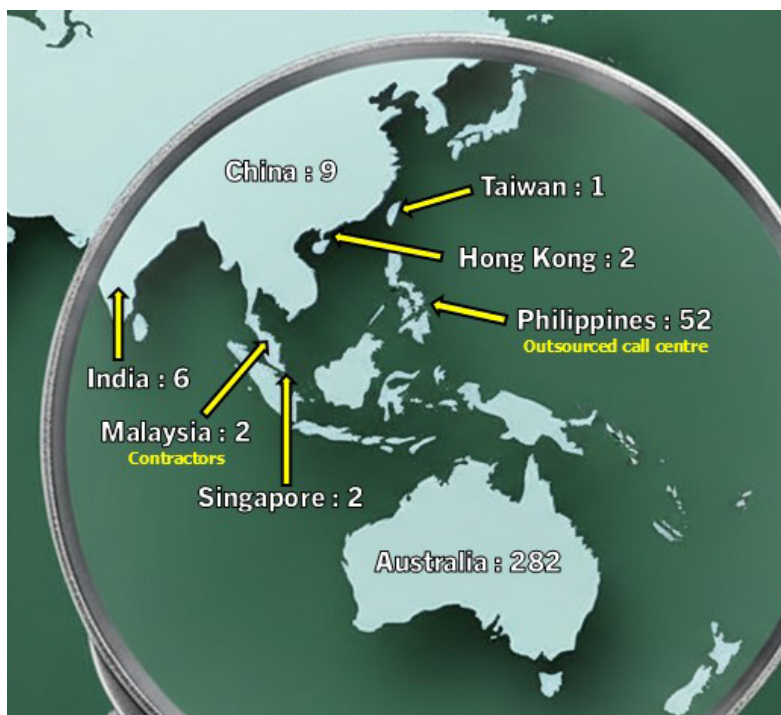 China : 9
Taiwan : 1
Hong Kong : 2
Philippines : 52
Outsourced call centre
India : 6
Malaysia : 2
Contractors
Singapore : 2
Australia : 282